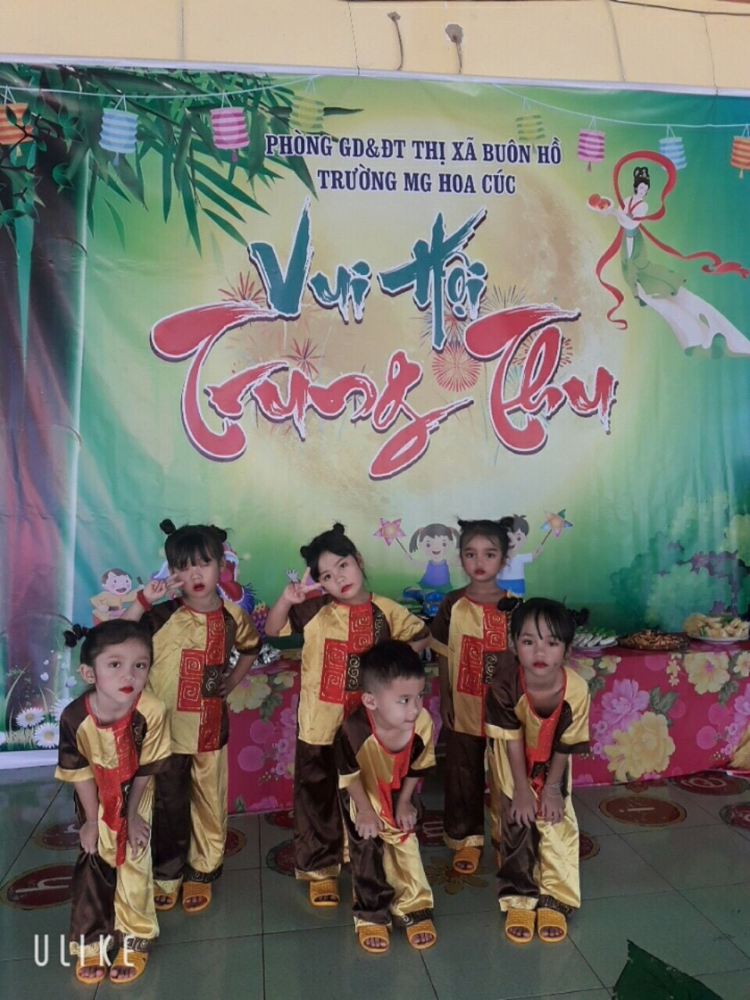 PHÒNG GD&ĐT THỊ XÃ BUÔN HỒ
TRƯỜNG MG HOA CÚC
Vui Hội
Trung Thu
ULIKE